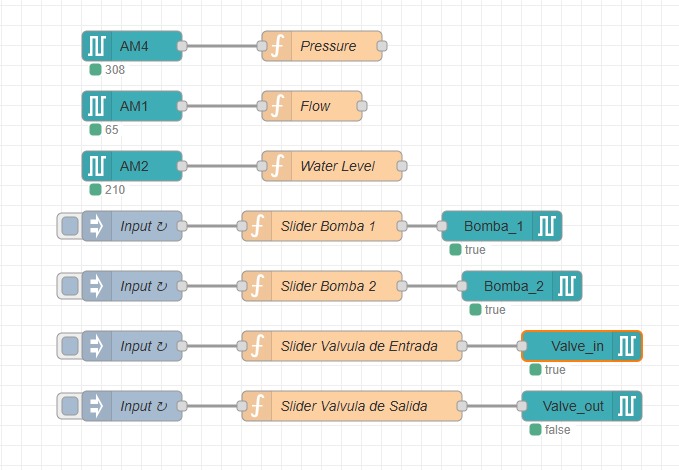 AM4 Pressure
308
AM1 Flow
65
AM2 Water Level
210
Input ↻ Slider Bomba 1 Bomba_1
true
Input ↻ Slider Bomba 2 Bomba_2
true
Input ↻ Slider Valvula de Entrada Valve_in
true
Input ↻ Slider Valvula de Salida Valve_out
false